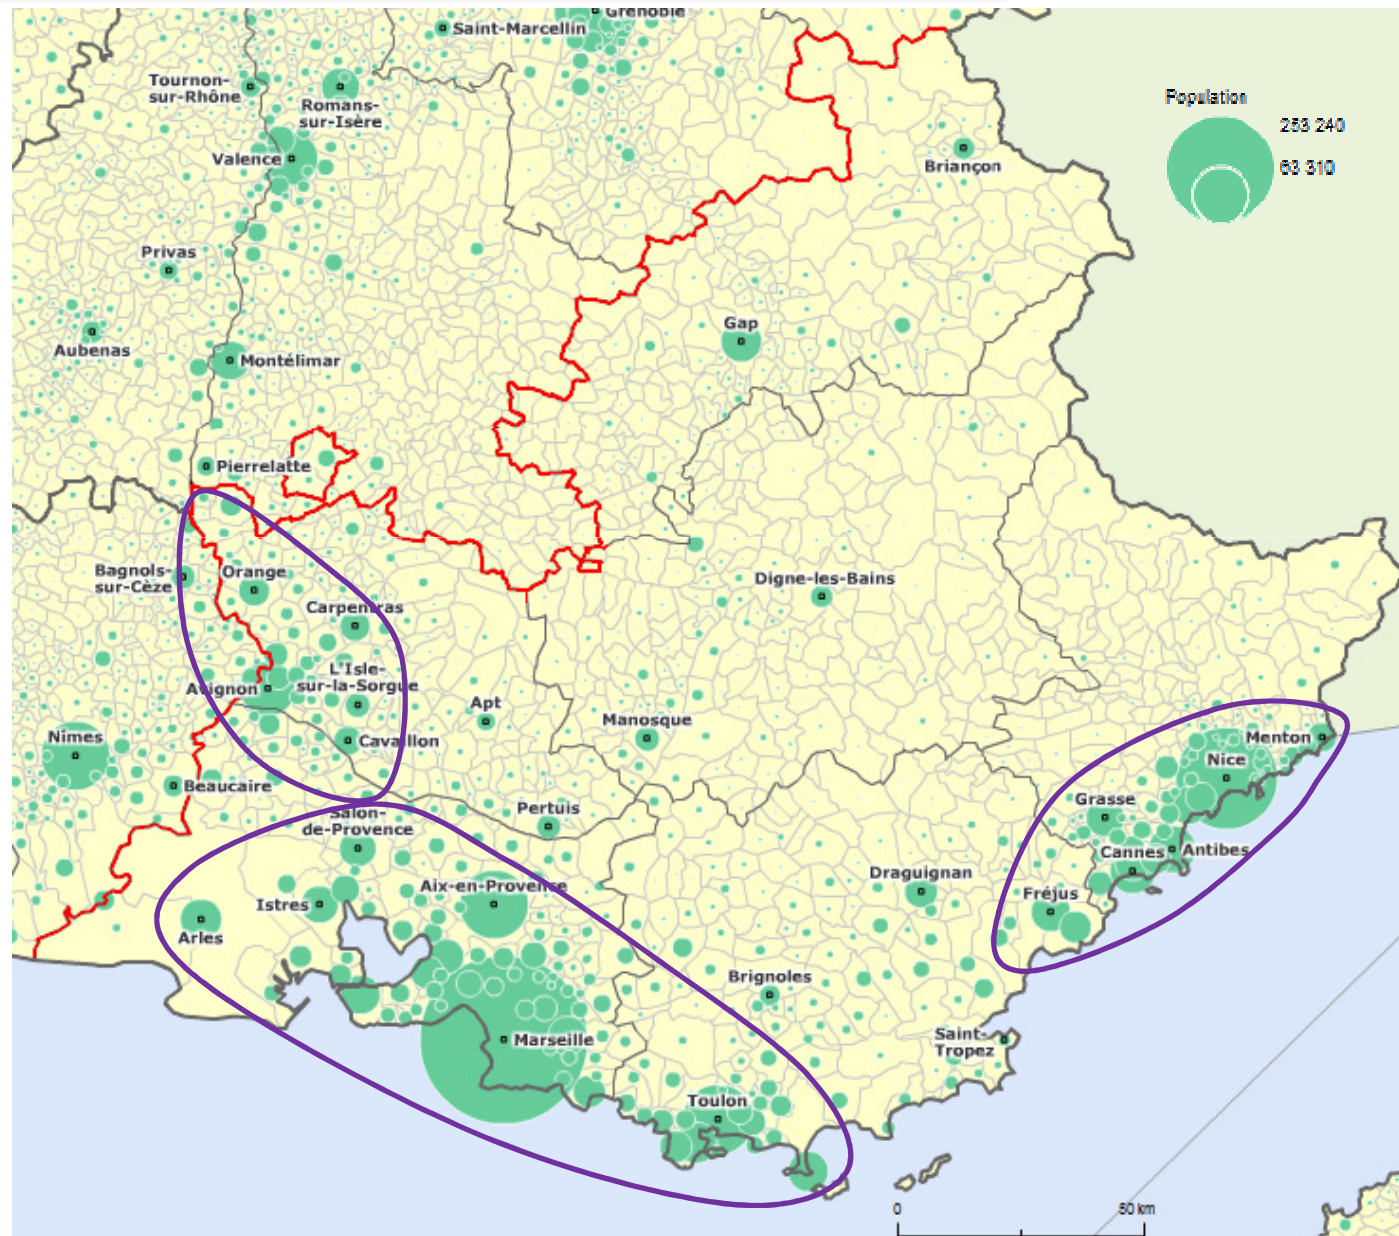 Grenoble
Saint-Marcellin
Tournon-
sur-Rhône
Romans-
sur-Isère
Population
253 240
63 310
Valence
Briançon
Privas
Gap
Aubenas
Montélimar
Pierrelatte
Bagnols-
sur-Cèze
Orange
Digne-les-Bains
Carpentras
L'Isle-
sur-la-Sorgue
Avignon
Apt
Manosque
Nîmes
Cavaillon
Menton
Nice
Beaucaire
Grasse
Pertuis
Salon-
de-Provence
Cannes
Antibes
Draguignan
Aix-en-Provence
Fréjus
Istres
Arles
Brignoles
Marseille
Saint-
Tropez
Toulon
0
50 km